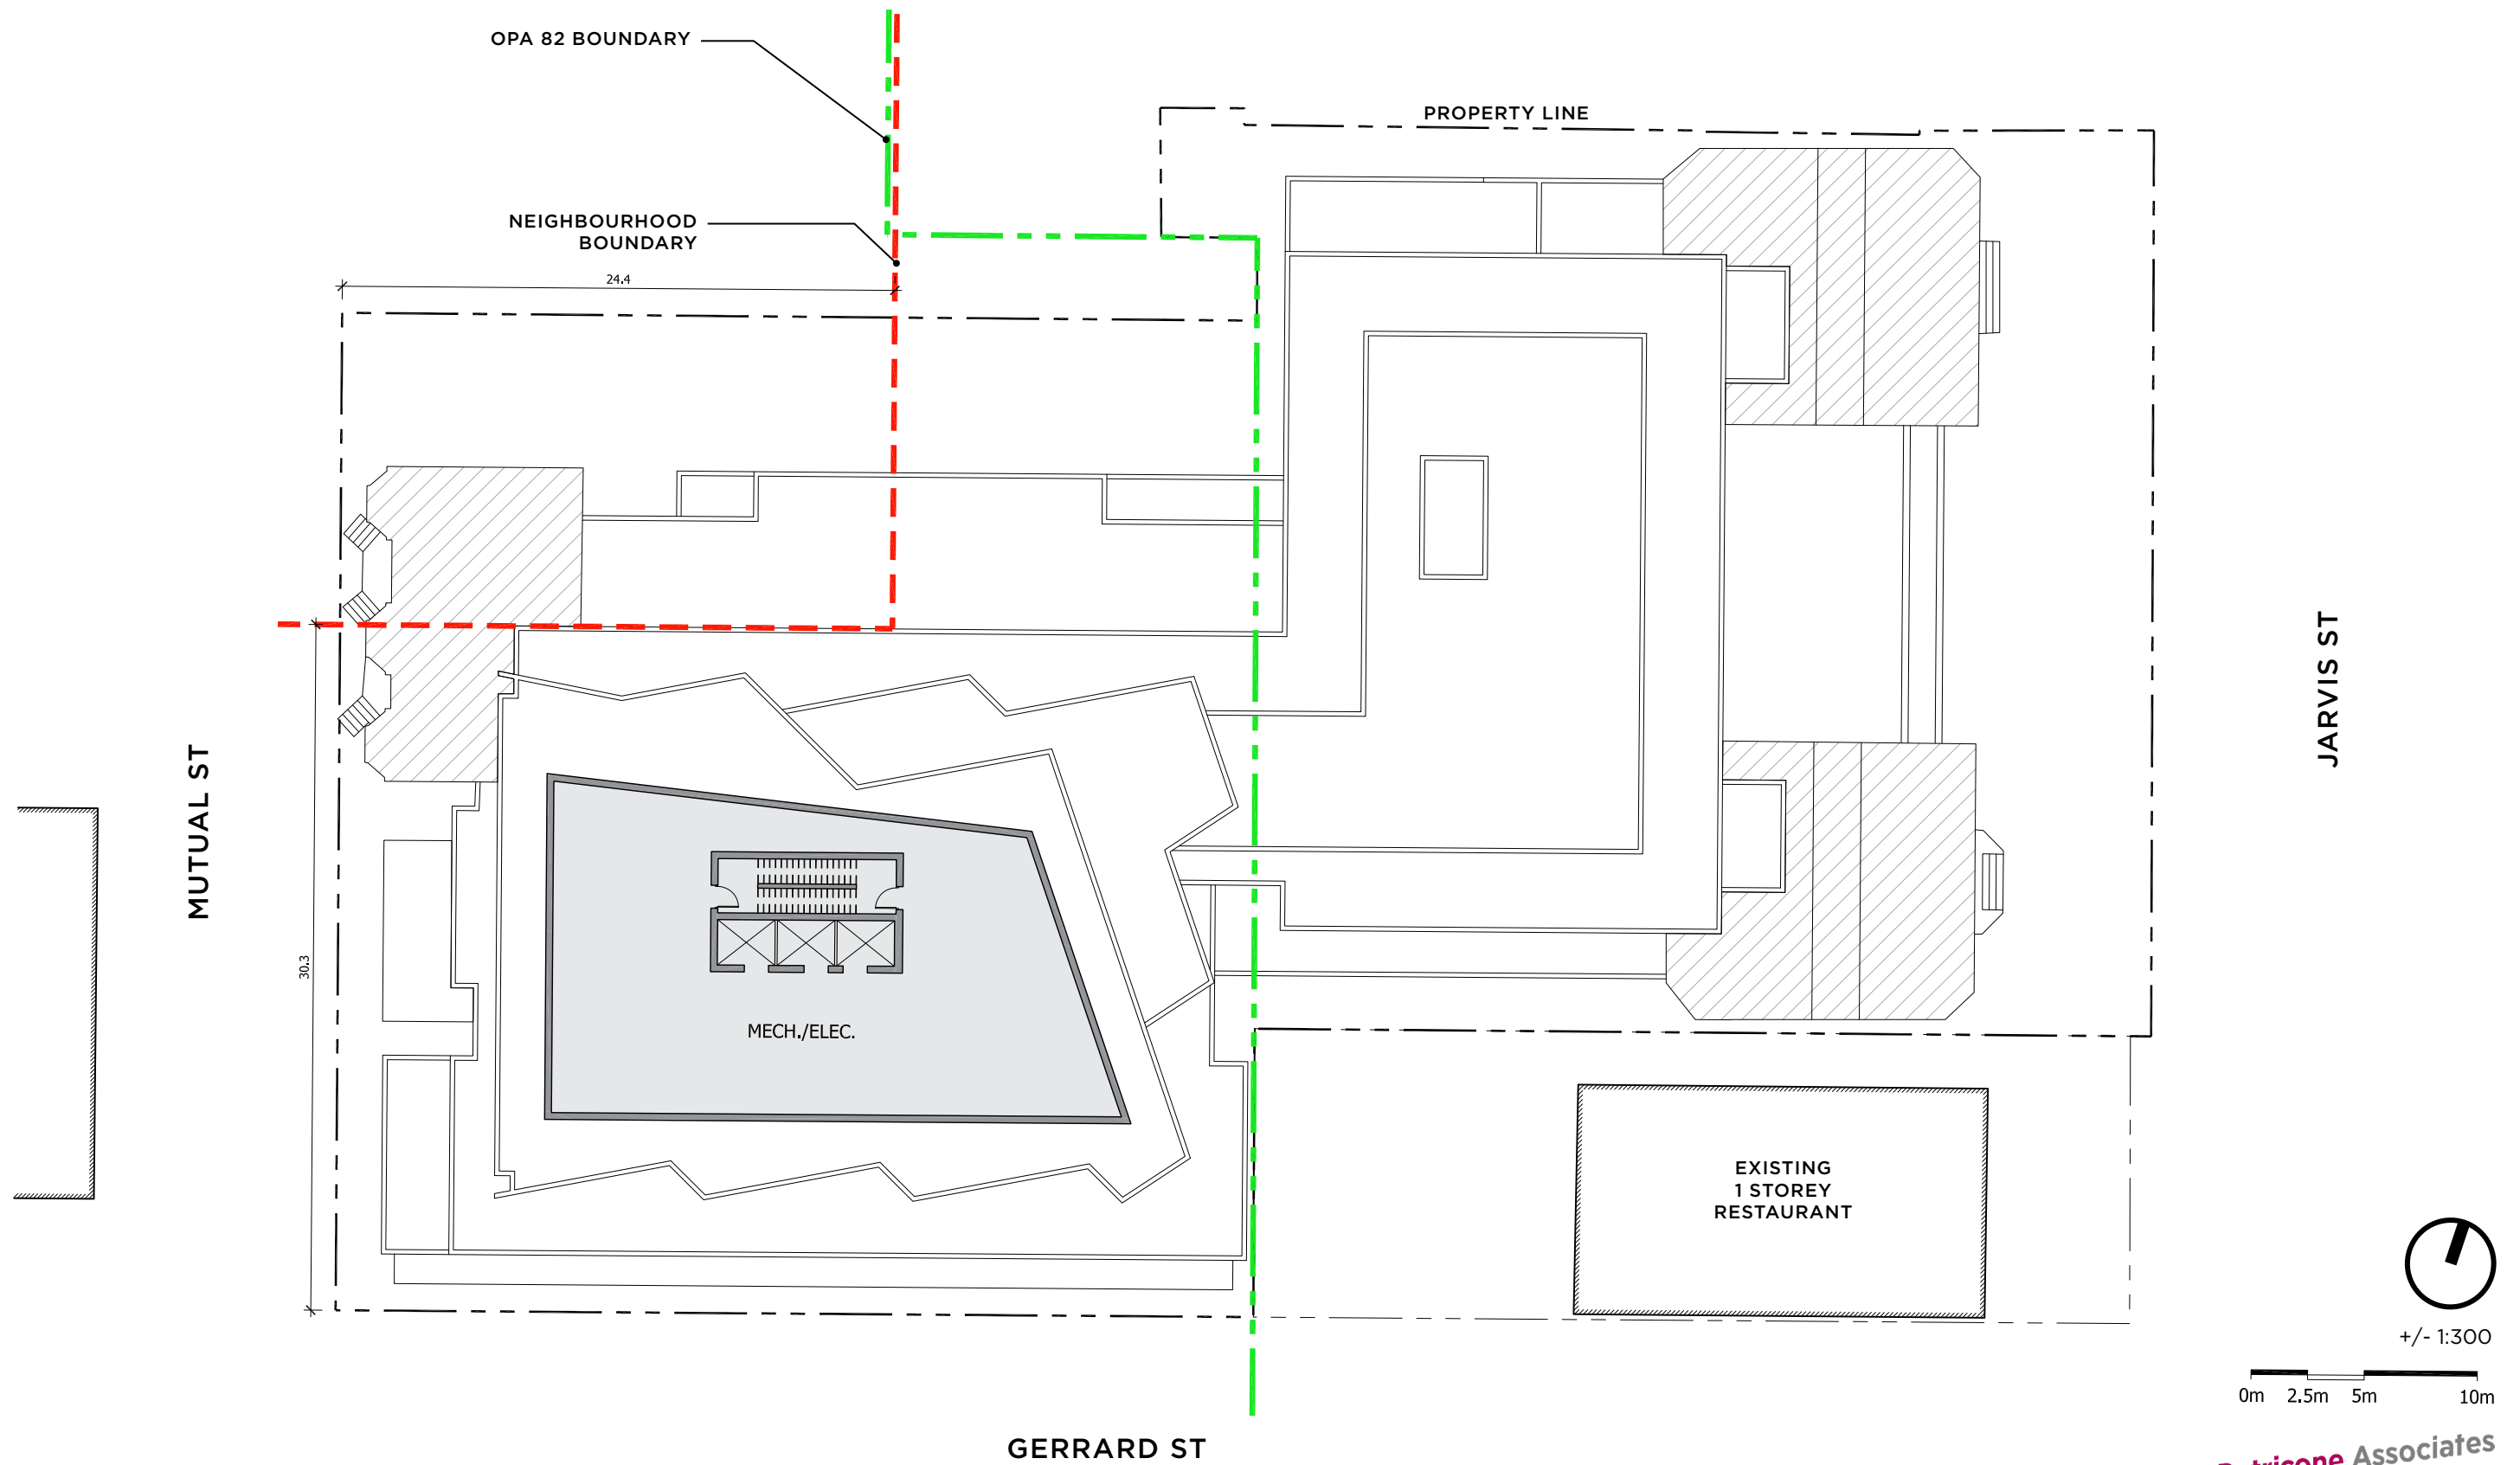 OPA 82 BOUNDARY
PROPERTY LINE
NEIGHBOURHOOD
BOUNDARY
24.4
JARVIS ST
MUTUAL ST
30.3
MECH./ELEC.
EXISTING
1 STOREY
RESTAURANT
+/- 1:300
0m 2.5m 5m 10m
GERRARD ST
Associates